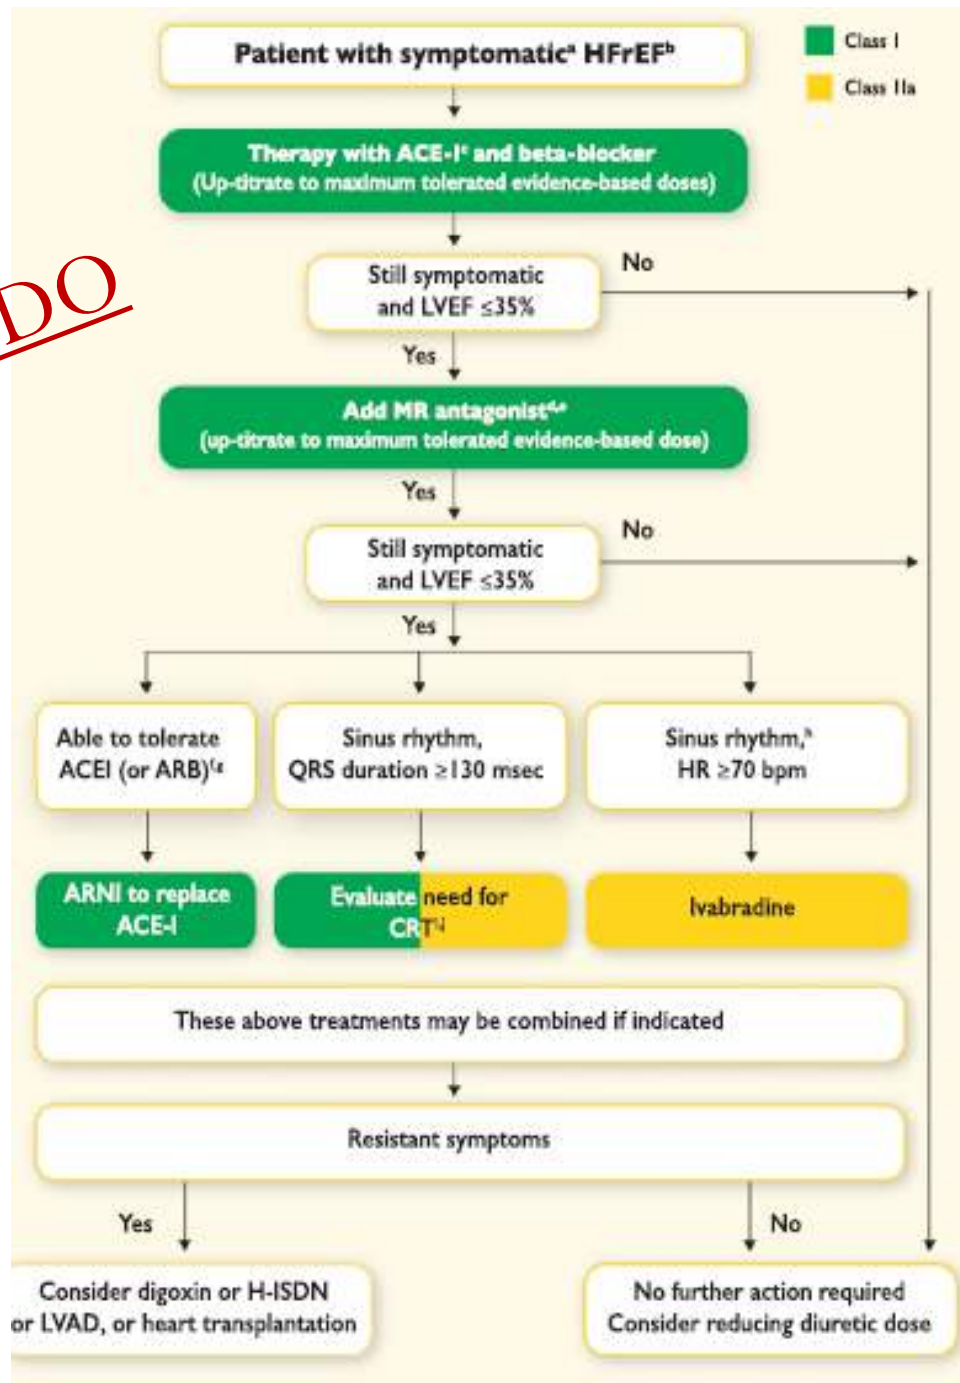 Patient with symptomaticᵃ HFrEFᵇ
Class I
Class IIa
Therapy with ACE-Iᶜ and beta-blocker
(Up-titrate to maximum tolerated evidence-based doses)
DO
Still symptomatic
and LVEF ≤35%
No
Yes
Add MR antagonistᵈ,ᵉ
(up-titrate to maximum tolerated evidence-based dose)
Yes
Still symptomatic
and LVEF ≤35%
No
Yes
Able to tolerate
ACEI (or ARB)ᶠ,ᵍ
Sinus rhythm,
QRS duration ≥130 msec
Sinus rhythm,ʰ
HR ≥70 bpm
ARNI to replace
ACE-I
Evaluate need for
CRTⁱ,ʲ
Ivabradine
These above treatments may be combined if indicated
Resistant symptoms
Yes
No
Consider digoxin or H-ISDN
or LVAD, or heart transplantation
No further action required
Consider reducing diuretic dose